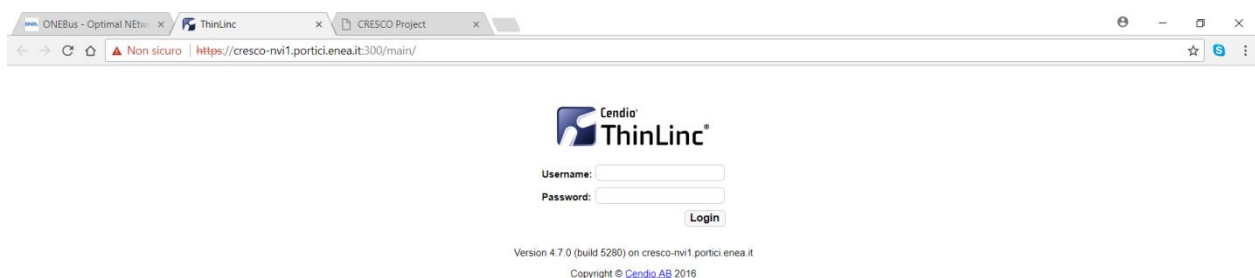 ONEBus - Optimal NEtw
ThinLinc
CRESCO Project
Non sicuro
https://cresco-nvi1.portici.enea.it:300/main/
Cendio
ThinLinc®
Username:
Password:
Login
Version 4.7.0 (build 5280) on cresco-nvi1.portici.enea.it
Copyright © Cendio AB 2016